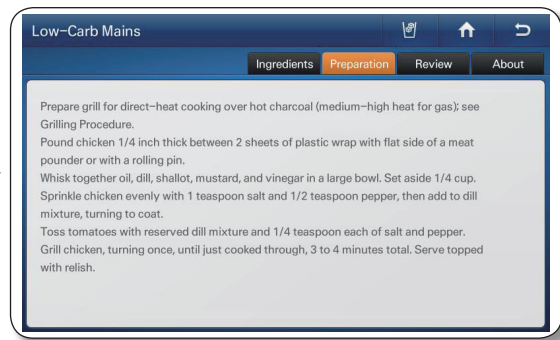 Low-Carb Mains
Ingredients Preparation Review About
Prepare grill for direct-heat cooking over hot charcoal (medium-high heat for gas); see
Grilling Procedure.
Pound chicken 1/4 inch thick between 2 sheets of plastic wrap with flat side of a meat
pounder or with a rolling pin.
Whisk together oil, dill, shallot, mustard, and vinegar in a large bowl. Set aside 1/4 cup.
Sprinkle chicken evenly with 1 teaspoon salt and 1/2 teaspoon pepper, then add to dill
mixture, turning to coat.
Toss tomatoes with reserved dill mixture and 1/4 teaspoon each of salt and pepper.
Grill chicken, turning once, until just cooked through, 3 to 4 minutes total. Serve topped
with relish.